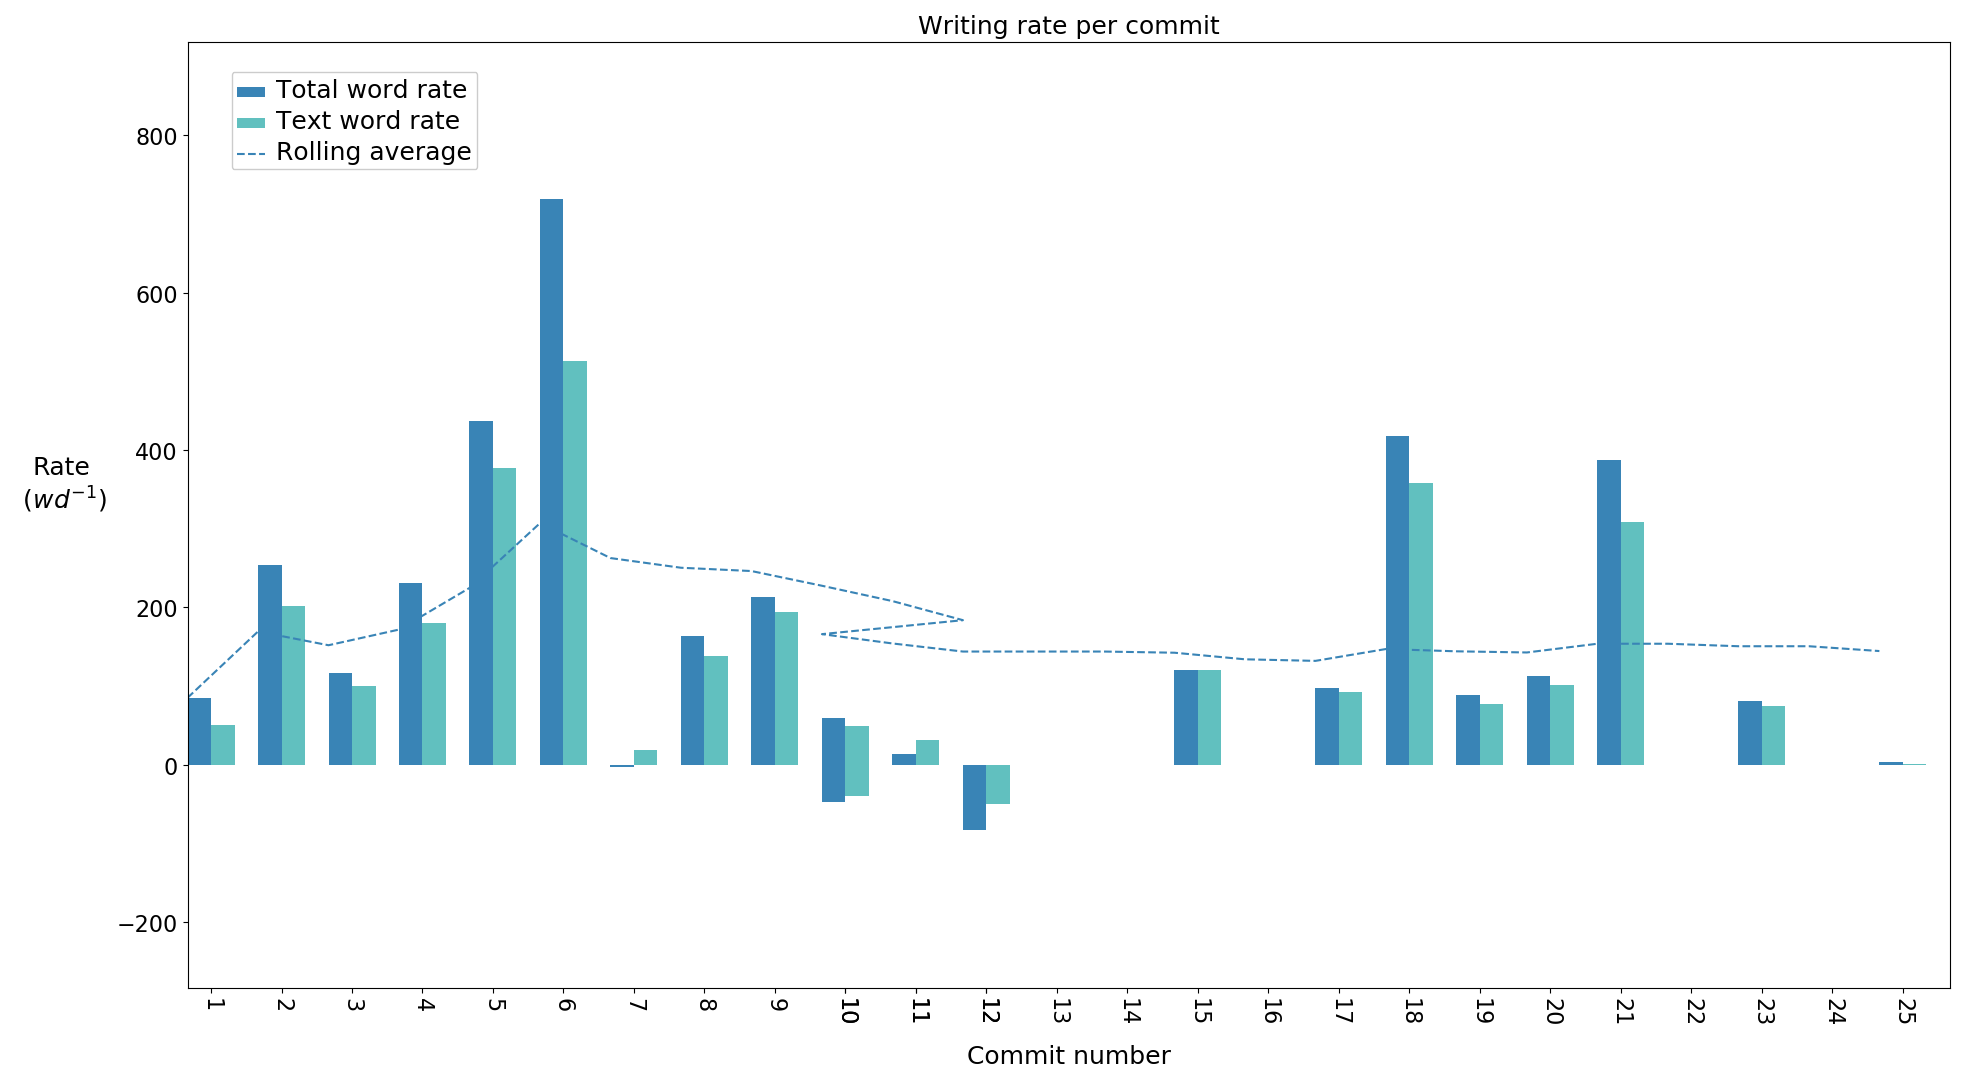 Writing rate per commit
Total word rate
Text word rate
Rolling average
800
600
400
200
0
−200
Rate
(wd⁻¹)
1 2 3 4 5 6 7 8 9 10 11 12 13 14 15 16 17 18 19 20 21 22 23 24 25
Commit number